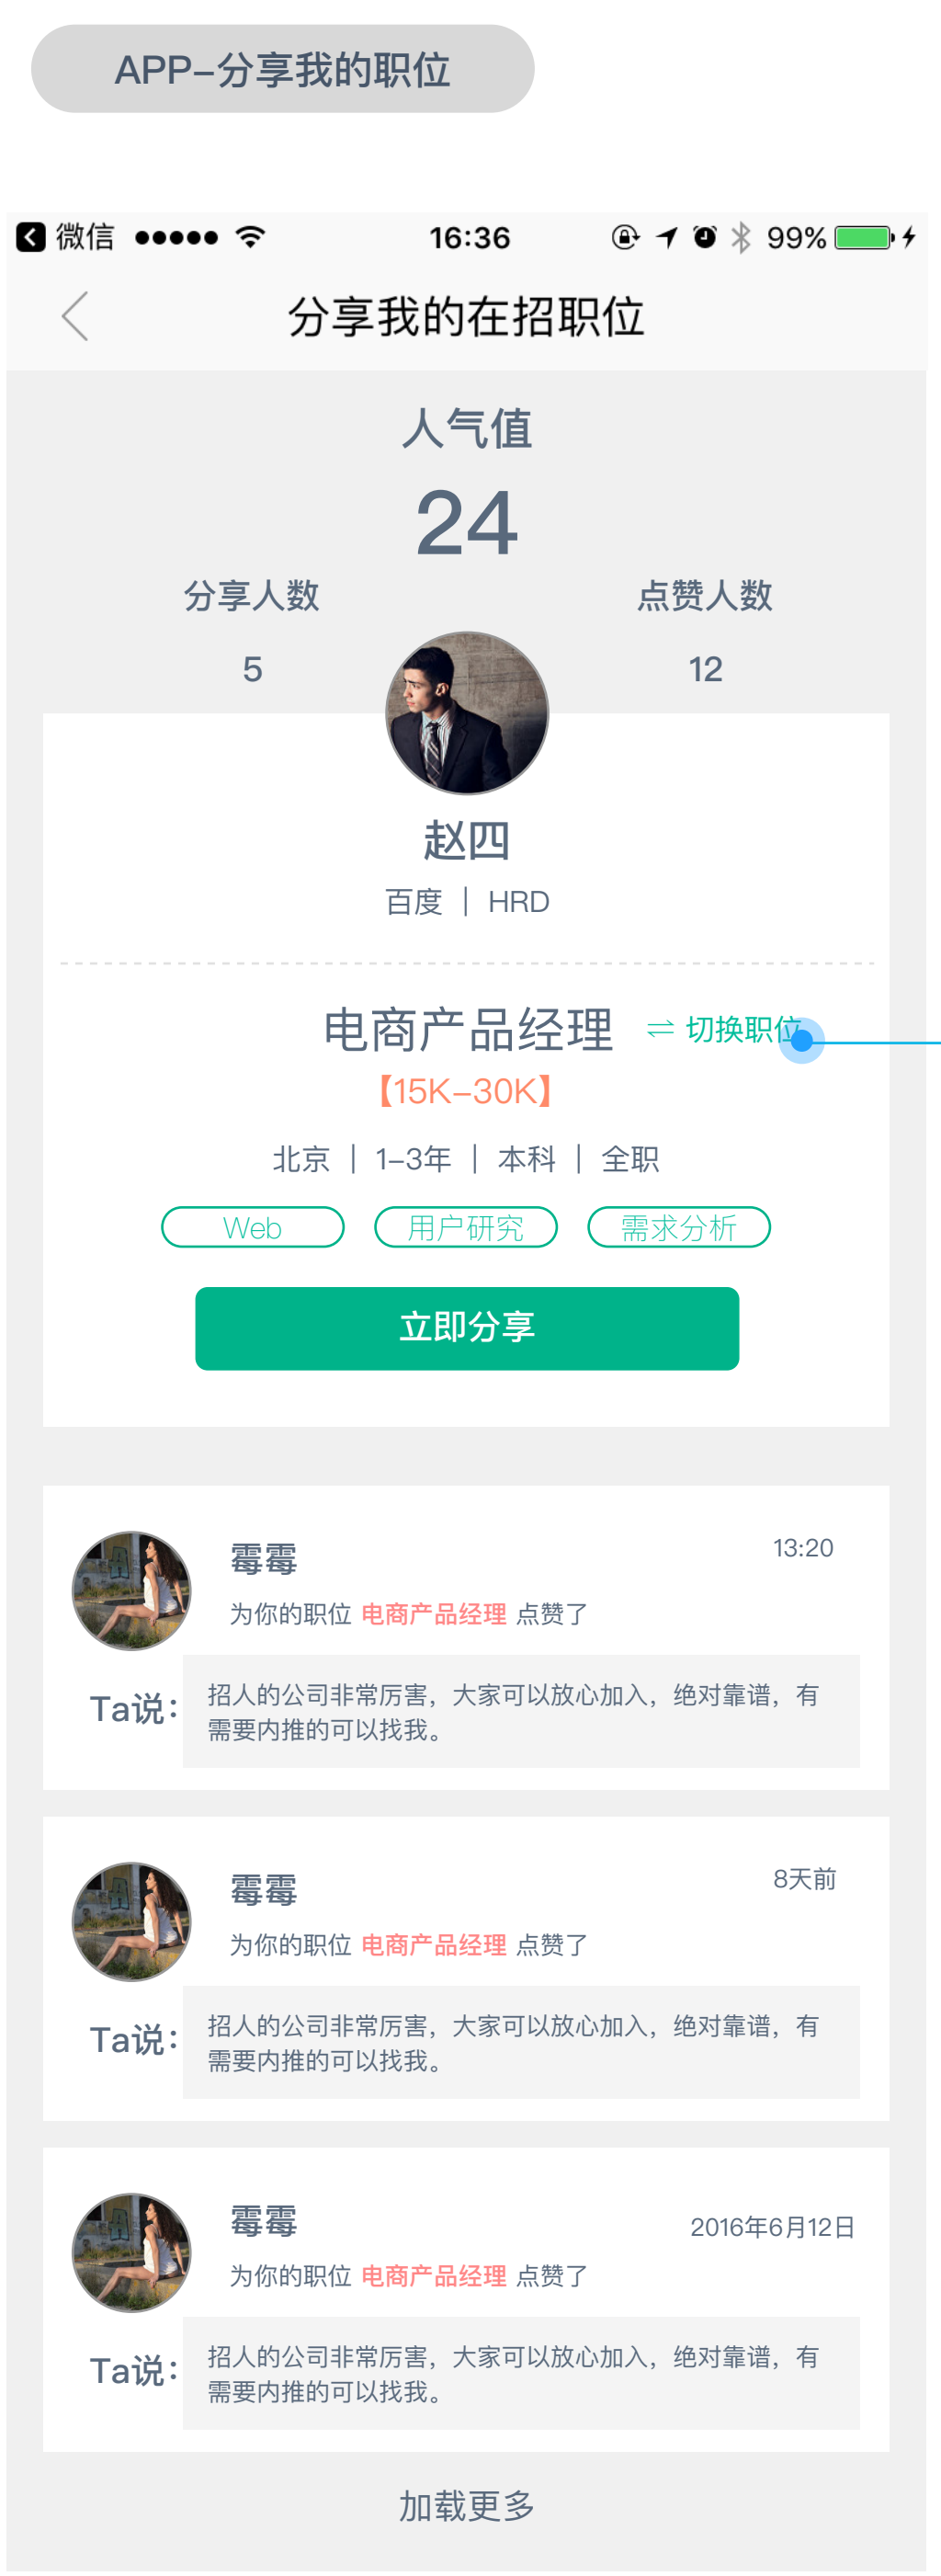 APP-分享我的职位
微信 16:36 99%
分享我的在招职位
人气值
24
分享人数 点赞人数
5 12
赵四
百度 | HRD
电商产品经理 ⇌ 切换职位
【15K-30K】
北京 | 1-3年 | 本科 | 全职
Web 用户研究 需求分析
立即分享
霉霉 13:20
为你的职位 电商产品经理 点赞了
Ta说：
招人的公司非常厉害，大家可以放心加入，绝对靠谱，有
需要内推的可以找我。
霉霉 8天前
为你的职位 电商产品经理 点赞了
Ta说：
招人的公司非常厉害，大家可以放心加入，绝对靠谱，有
需要内推的可以找我。
霉霉 2016年6月12日
为你的职位 电商产品经理 点赞了
Ta说：
招人的公司非常厉害，大家可以放心加入，绝对靠谱，有
需要内推的可以找我。
加载更多